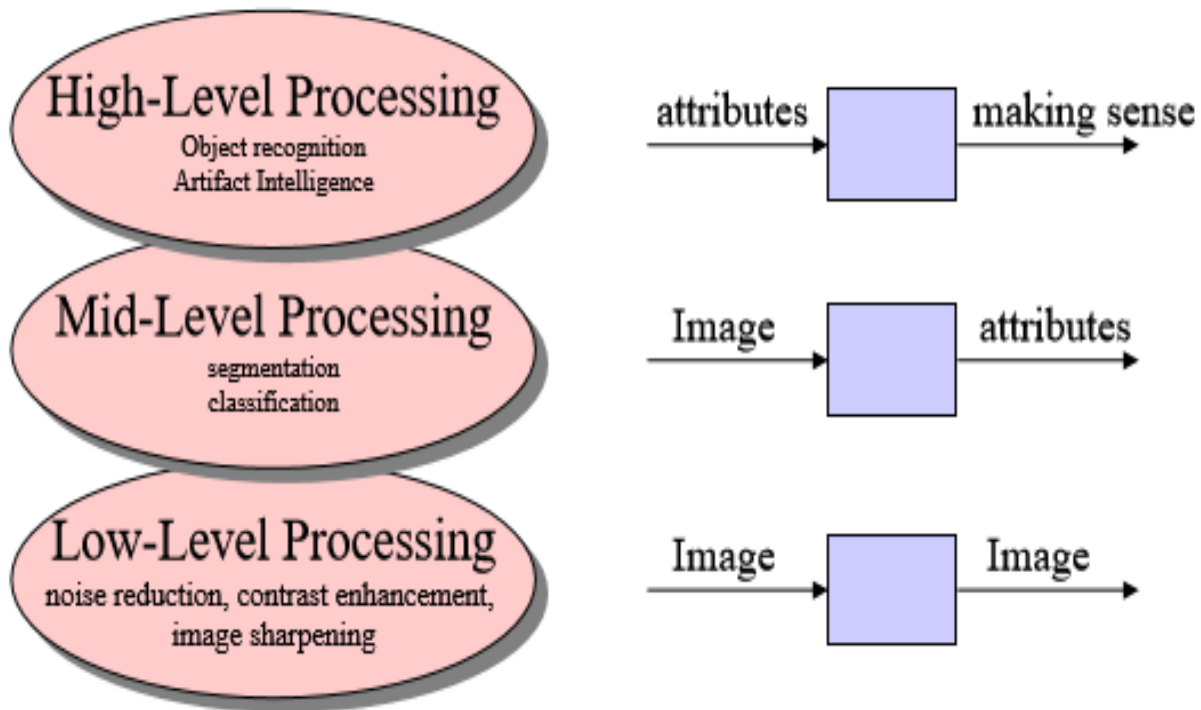 High-Level Processing
Object recognition
Artifact Intelligence
attributes
making sense
Mid-Level Processing
segmentation
classification
Image
attributes
Low-Level Processing
noise reduction, contrast enhancement,
image sharpening
Image
Image